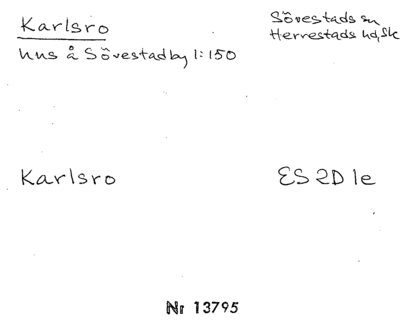 Karlsro
hus å Sövestad by 1:150
Sövestads sn
Herrestads hd, Sk
Karlsro
ES 2D 1e
Nr 13795